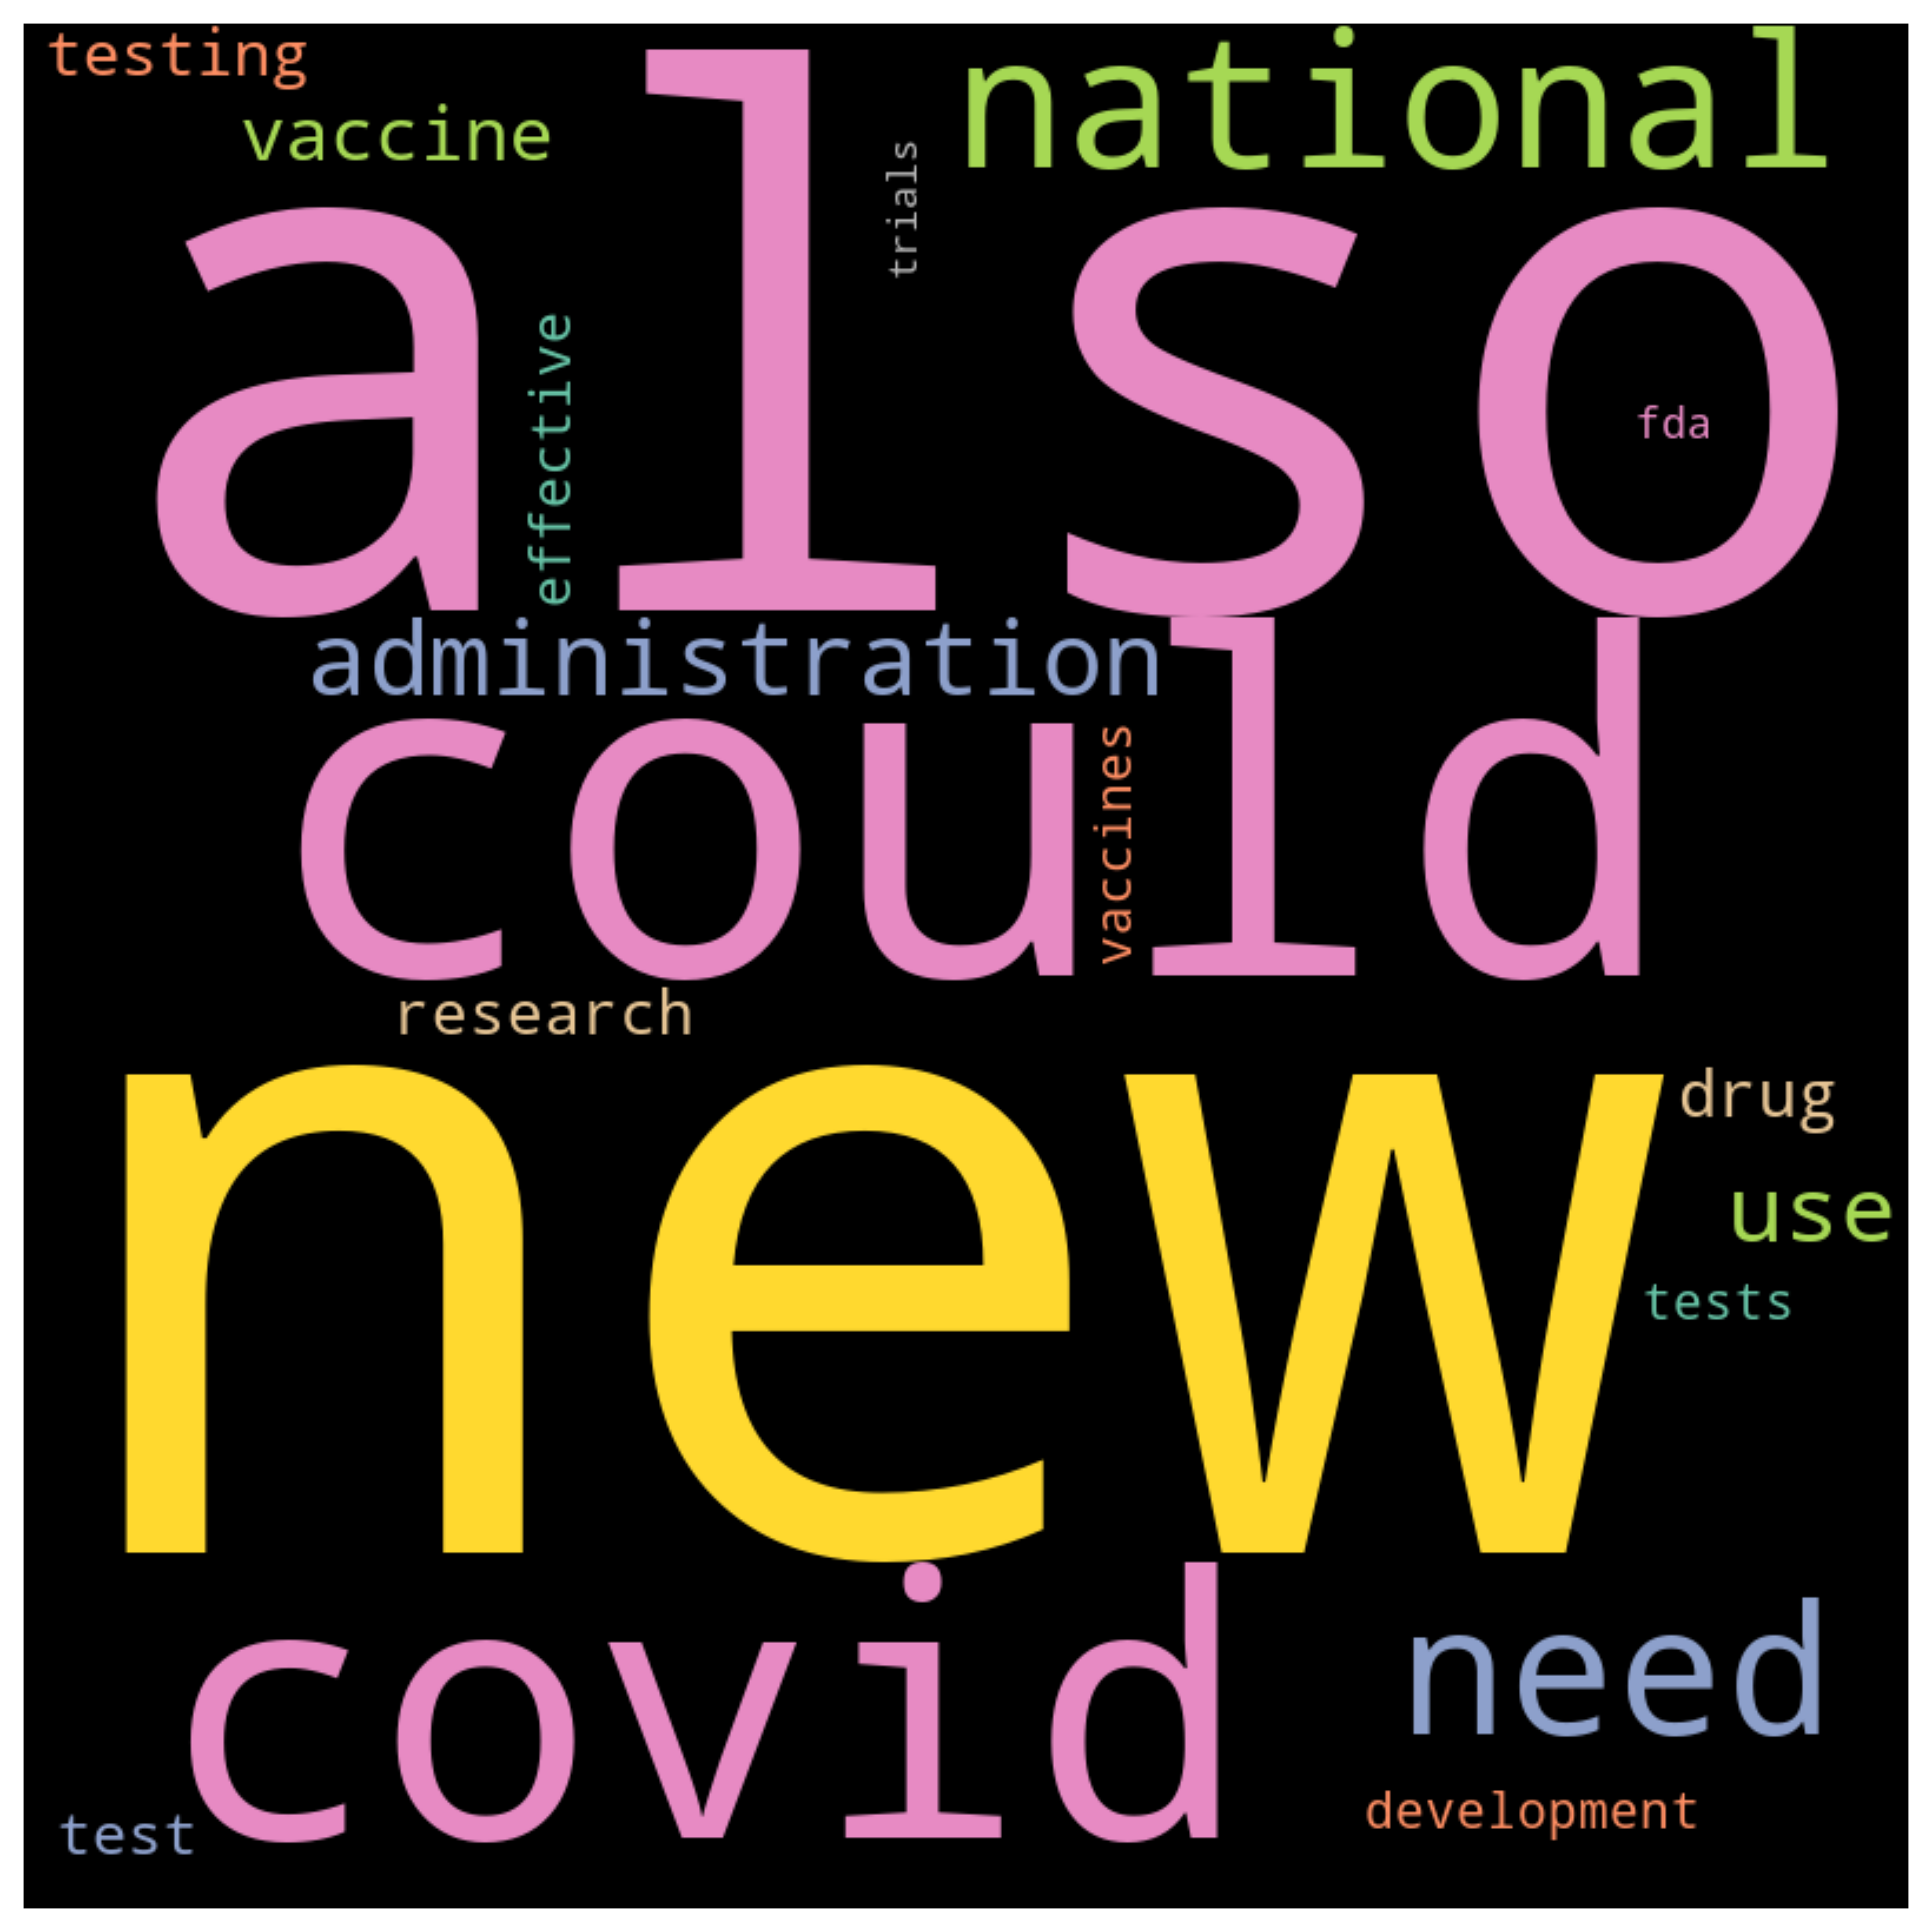 testing
national
vaccine
trials
also
effective
fda
administration
could
vaccines
research
new
drug
use
tests
covid
need
development
test